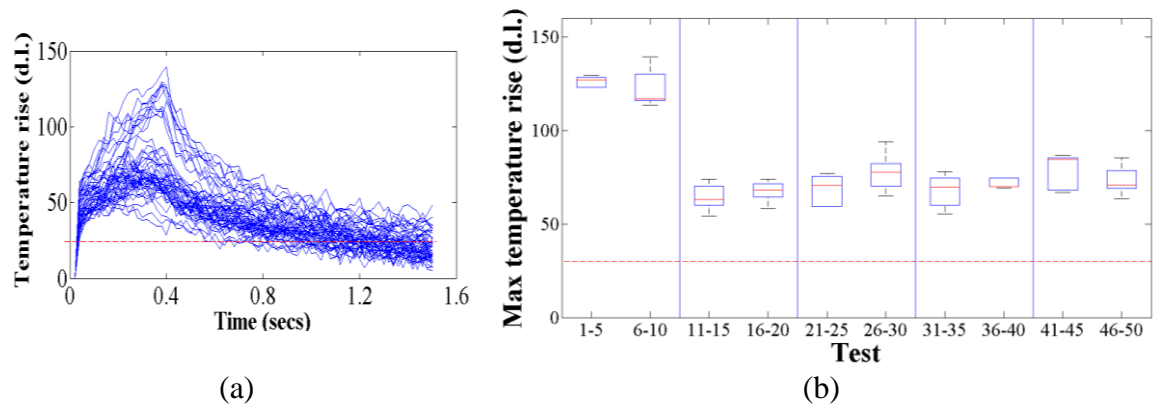 Temperature rise (d.l.)
150
100
50
0
0 0.4 0.8 1.2 1.6
Time (secs)
(a)
Max temperature rise (d.l.)
150
100
50
0
1-5 6-10 11-15 16-20 21-25 26-30 31-35 36-40 41-45 46-50
Test
(b)